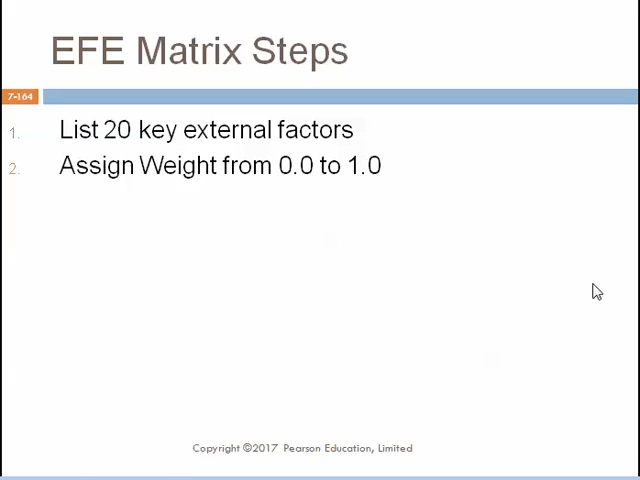 EFE Matrix Steps
7-164
1. List 20 key external factors
2. Assign Weight from 0.0 to 1.0
Copyright ©2017 Pearson Education, Limited